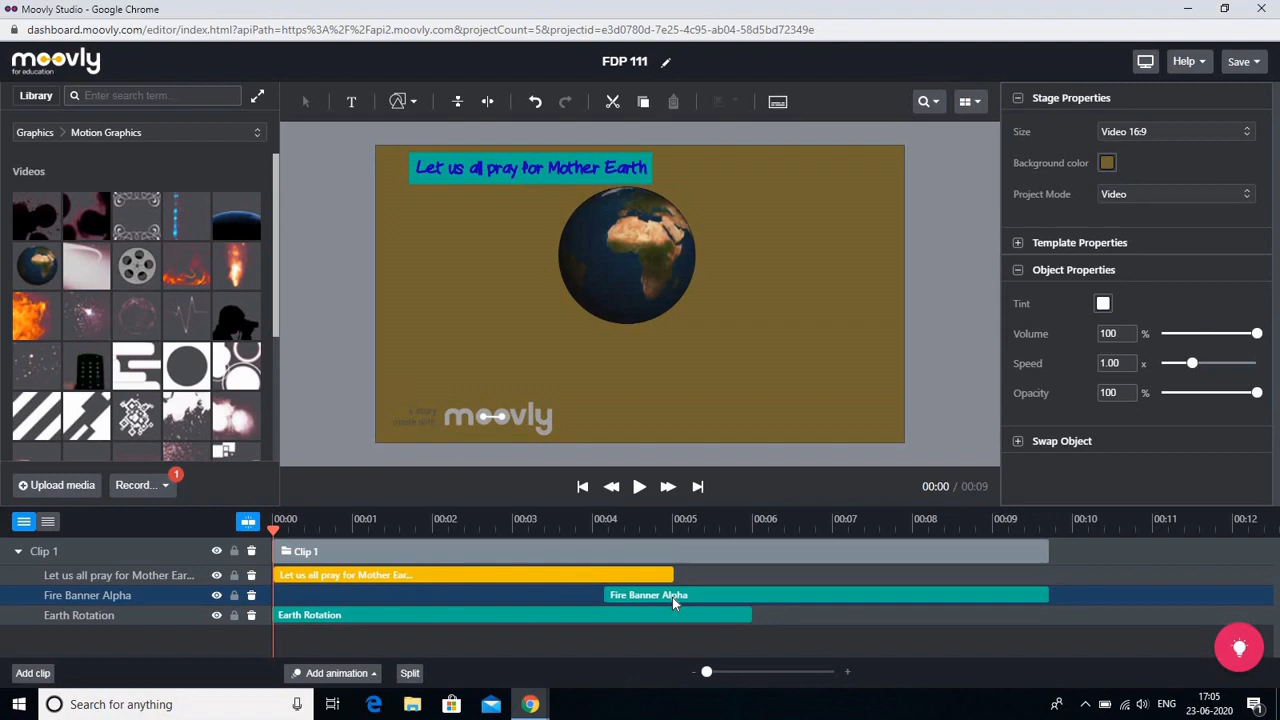 Moovly Studio - Google Chrome
dashboard.moovly.com/editor/index.html?apiPath=https%3A%2F%2Fapi2.moovly.com&projectCount=5&projectid=e3d0780d-7e25-4c95-ab04-58d5bd72349e
moovly
for education
FDP 111
Help
Save
Library
Enter search term...
T
Graphics > Motion Graphics
Videos
Let us all pray for Mother Earth
a story
made with
moovly
Stage Properties
Size
Video 16:9
Background color
Project Mode
Video
Template Properties
Object Properties
Tint
Volume
100
%
Speed
1.00
x
Opacity
100
%
Swap Object
Upload media
Record...
1
00:00 / 00:09
00:00
00:01
00:02
00:03
00:04
00:05
00:06
00:07
00:08
00:09
00:10
00:11
00:12
Clip 1
Clip 1
Let us all pray for Mother Ear...
Let us all pray for Mother Ear...
Fire Banner Alpha
Fire Banner Alpha
Earth Rotation
Earth Rotation
Add clip
Add animation
Split
- +
Type here to search
ENG
17:05
23-06-2020
1